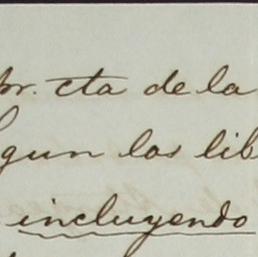 pr. cta de la
gun los lib
incluyendo